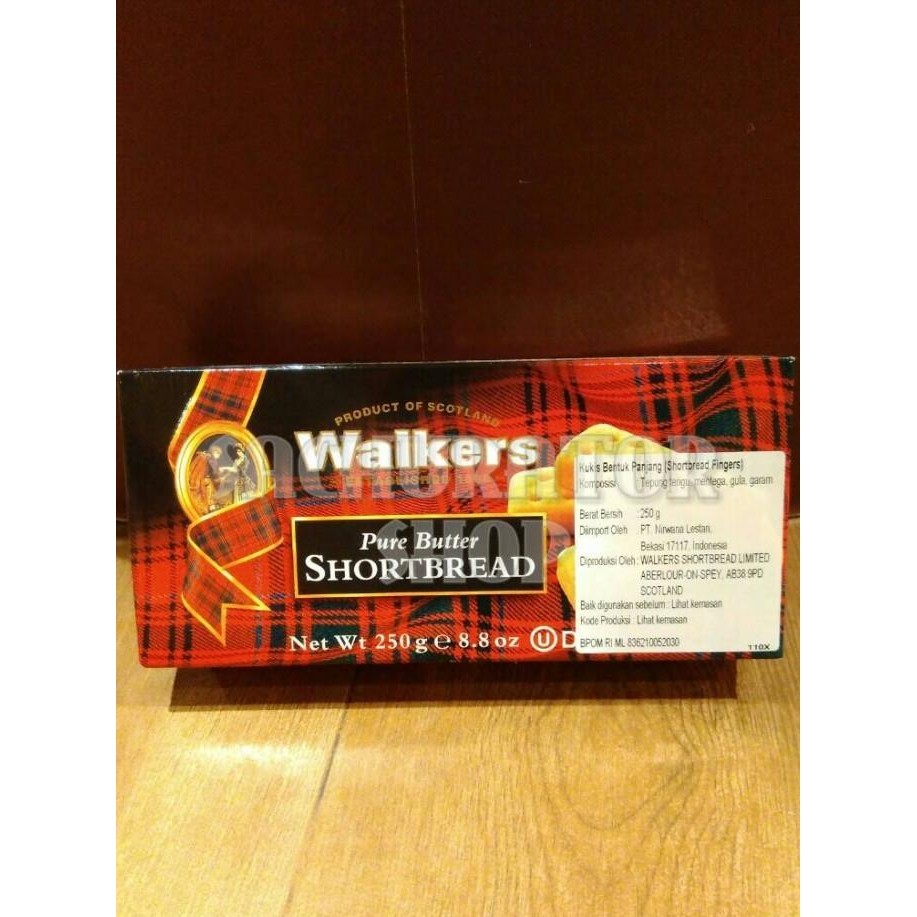 PRODUCT OF SCOTLAND
Walkers
Pure Butter
SHORTBREAD
Net Wt 250g e 8.8 oz Ⓤ D
Kukis Bentuk Panjang (Shortbread Fingers)
Komposisi : Tepung terigu, mentega, gula, garam
Berat Bersih : 250 g
Diimport Oleh : PT. Nirwana Lestari,
Bekasi 17117, Indonesia
Diproduksi Oleh : WALKERS SHORTBREAD LIMITED
ABERLOUR-ON-SPEY, AB38 9PD
SCOTLAND
Baik digunakan sebelum : Lihat kemasan
Kode Produksi : Lihat kemasan
BPOM RI ML 836210052030
110X
SHOP